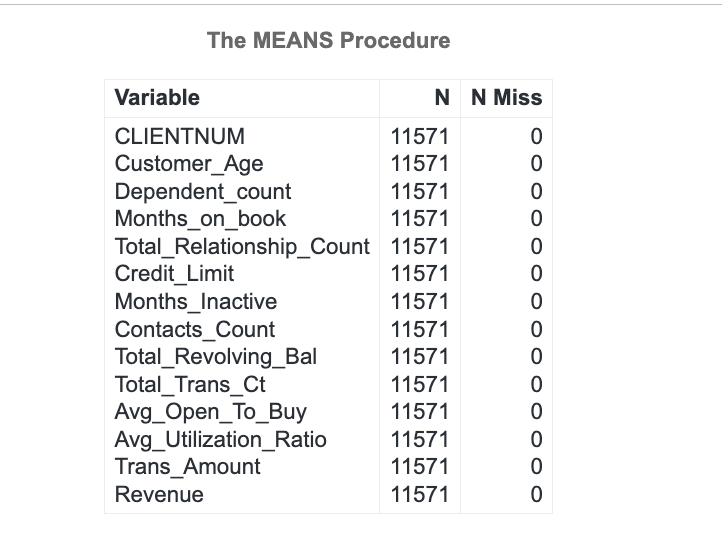 The MEANS Procedure
Variable N N Miss
CLIENTNUM 11571 0
Customer_Age 11571 0
Dependent_count 11571 0
Months_on_book 11571 0
Total_Relationship_Count 11571 0
Credit_Limit 11571 0
Months_Inactive 11571 0
Contacts_Count 11571 0
Total_Revolving_Bal 11571 0
Total_Trans_Ct 11571 0
Avg_Open_To_Buy 11571 0
Avg_Utilization_Ratio 11571 0
Trans_Amount 11571 0
Revenue 11571 0